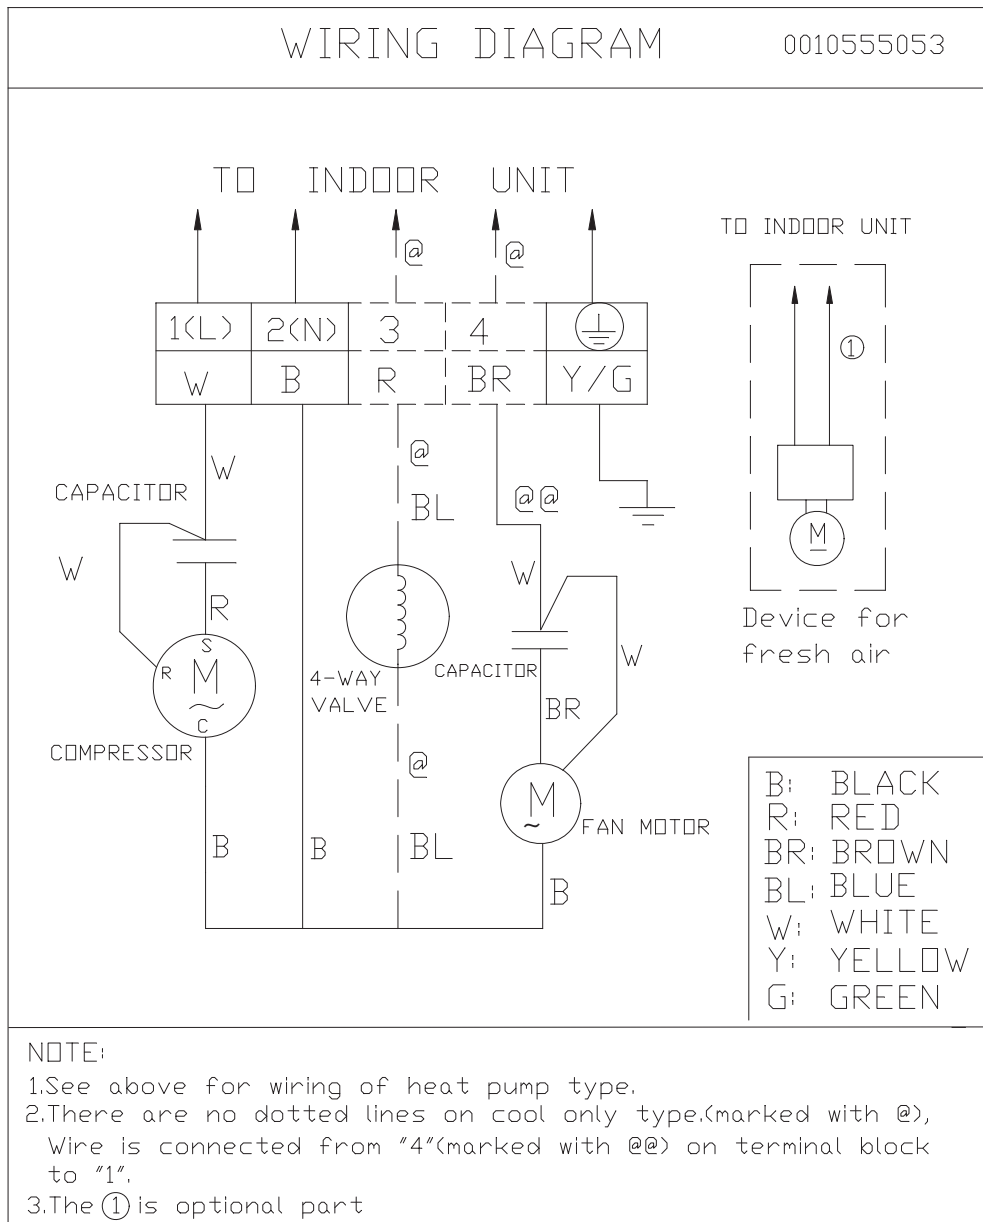 WIRING DIAGRAM 0010555053
TO INDOOR UNIT
@ @
1(L) 2(N) 3 4
W B R BR Y/G
TO INDOOR UNIT
1
M
Device for
fresh air
W
@
BL
@@
CAPACITOR
W
R
W
W
S
R
M
C
COMPRESSOR
4-WAY
VALVE
CAPACITOR
BR
@
M
FAN MOTOR
B
B
BL
B
B: BLACK
R: RED
BR: BROWN
BL: BLUE
W: WHITE
Y: YELLOW
G: GREEN
NOTE:
1.See above for wiring of heat pump type.
2.There are no dotted lines on cool only type.(marked with @),
Wire is connected from "4"(marked with @@) on terminal block
to "1".
3.The 1 is optional part